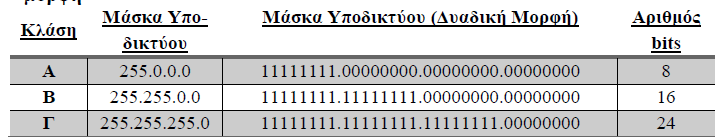 μορφή
Κλάση Μάσκα Υπο-δικτύου Μάσκα Υποδικτύου (Δυαδική Μορφή) Αριθμός bits
Α 255.0.0.0 11111111.00000000.00000000.00000000 8
Β 255.255.0.0 11111111.11111111.00000000.00000000 16
Γ 255.255.255.0 11111111.11111111.11111111.00000000 24